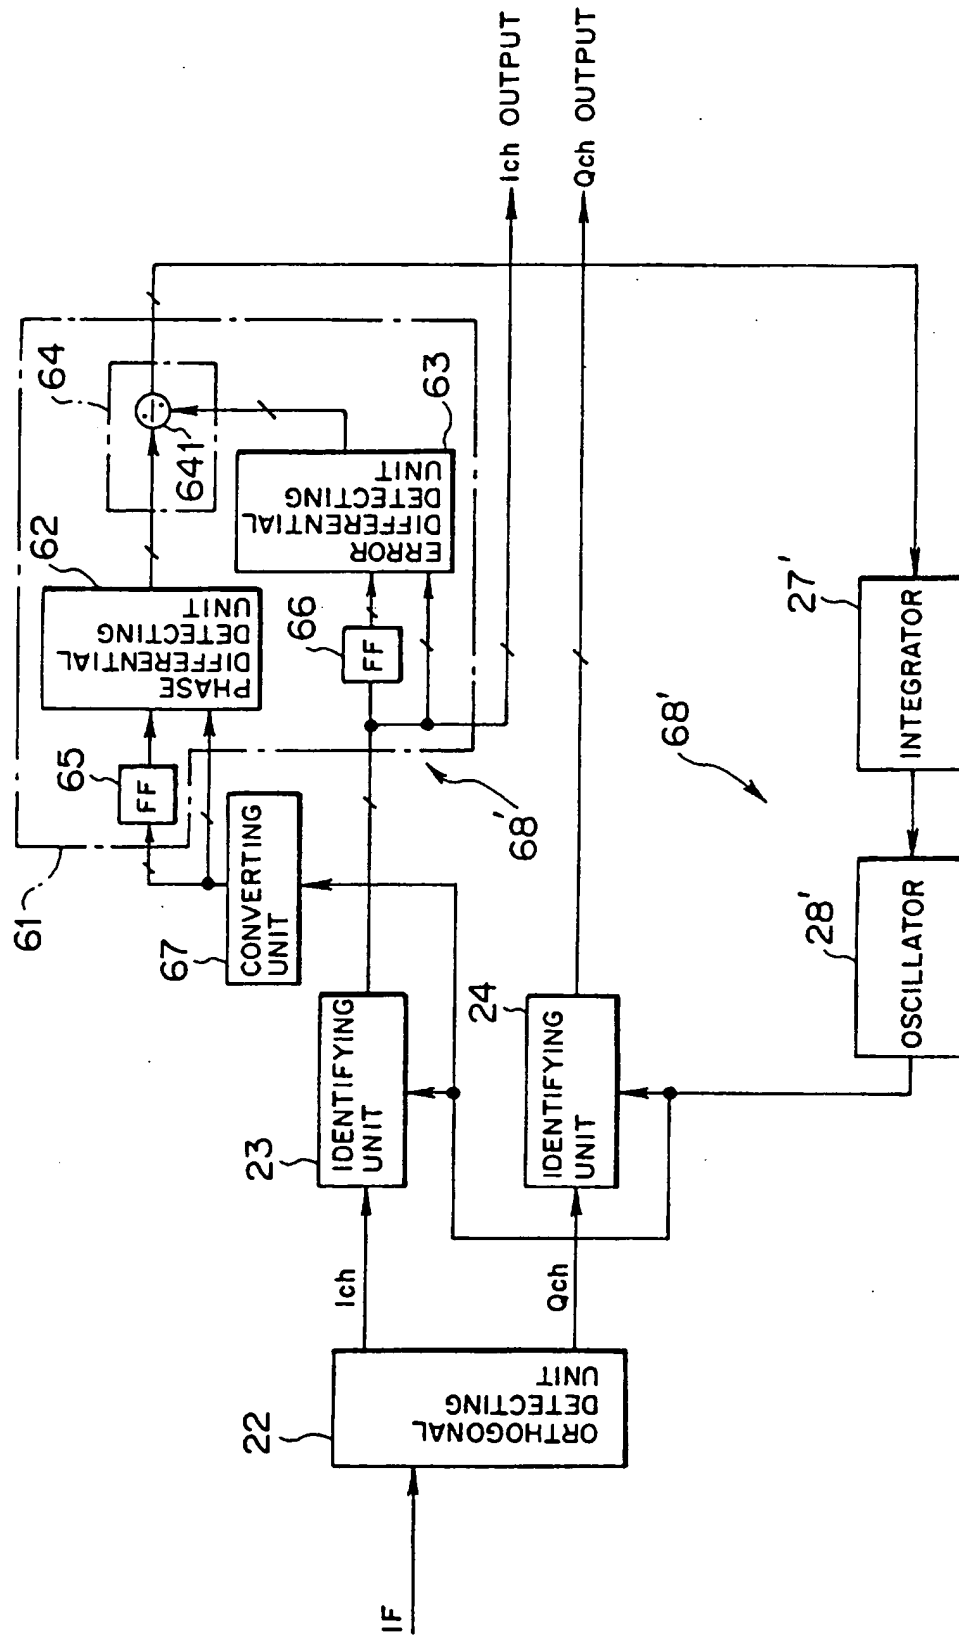 IF
22
ORTHOGONAL
DETECTING
UNIT
Ich
Qch
23
IDENTIFYING
UNIT
24
IDENTIFYING
UNIT
67
CONVERTING
UNIT
61
65
FF
62
PHASE
DIFFERENTIAL
DETECTING
UNIT
66
FF
63
ERROR
DIFFERENTIAL
DETECTING
UNIT
64
÷
641
68'
Ich OUTPUT
Qch OUTPUT
68'
27'
INTEGRATOR
28'
OSCILLATOR